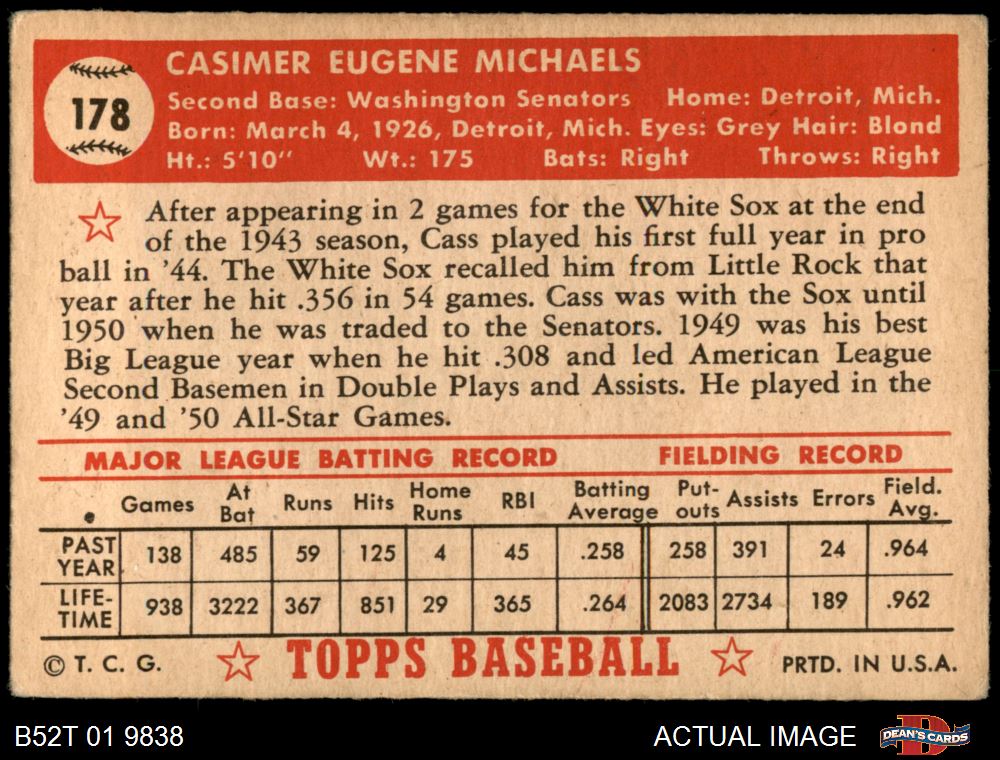 178
CASIMER EUGENE MICHAELS
Second Base: Washington Senators Home: Detroit, Mich.
Born: March 4, 1926, Detroit, Mich. Eyes: Grey Hair: Blond
Ht.: 5'10" Wt.: 175 Bats: Right Throws: Right
After appearing in 2 games for the White Sox at the end
of the 1943 season, Cass played his first full year in pro
ball in '44. The White Sox recalled him from Little Rock that
year after he hit .356 in 54 games. Cass was with the Sox until
1950 when he was traded to the Senators. 1949 was his best
Big League year when he hit .308 and led American League
Second Basemen in Double Plays and Assists. He played in the
'49 and '50 All-Star Games.
MAJOR LEAGUE BATTING RECORD FIELDING RECORD
Games At Bat Runs Hits Home Runs RBI Batting Average Put-outs Assists Errors Field. Avg.
PAST YEAR 138 485 59 125 4 45 .258 258 391 24 .964
LIFE-TIME 938 3222 367 851 29 365 .264 2083 2734 189 .962
© T. C. G. TOPPS BASEBALL PRTD. IN U.S.A.
B52T 01 9838 ACTUAL IMAGE D DEAN'S CARDS